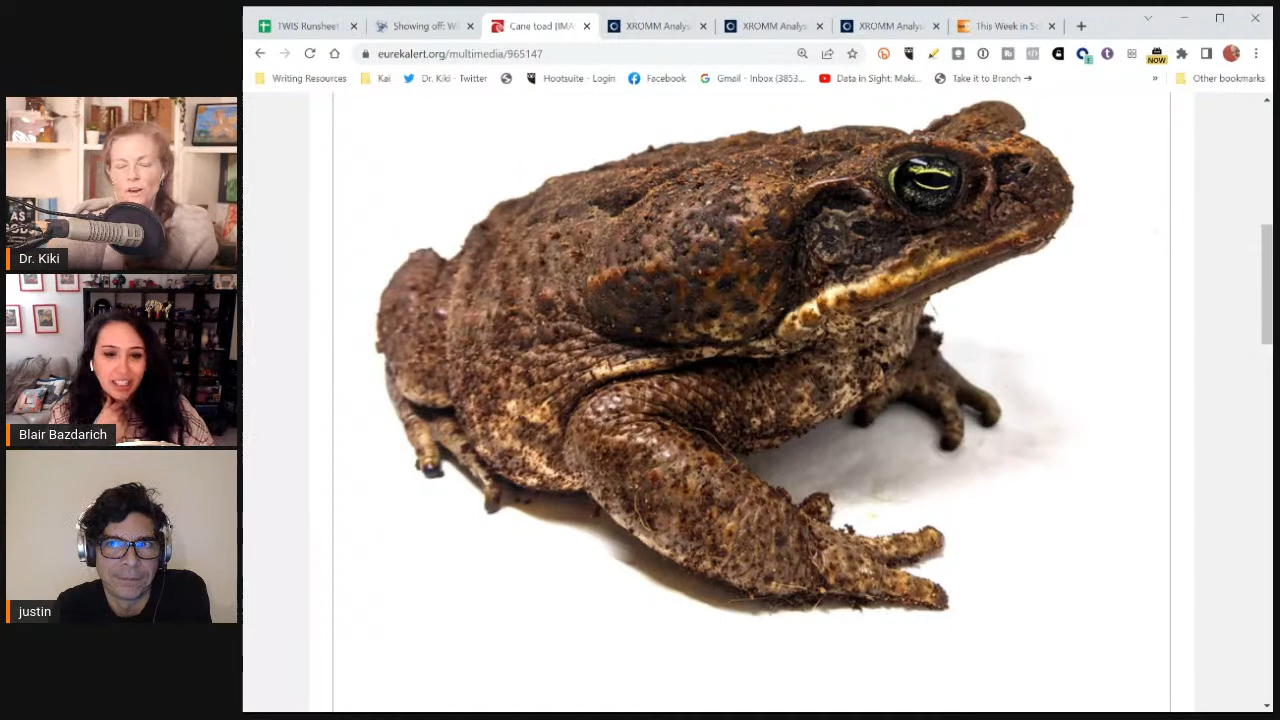 TWIS Runsheet
Showing off: Wi
Cane toad (IMA
XROMM Analys
XROMM Analys
XROMM Analys
This Week in Sc
eurekalert.org/multimedia/965147
NOW
Writing Resources
Kai
Dr. Kiki - Twitter
Hootsuite - Login
Facebook
Gmail - Inbox (3853...
Data in Sight: Maki...
Take it to Branch →
»
Other bookmarks
Dr. Kiki
Blair Bazdarich
justin